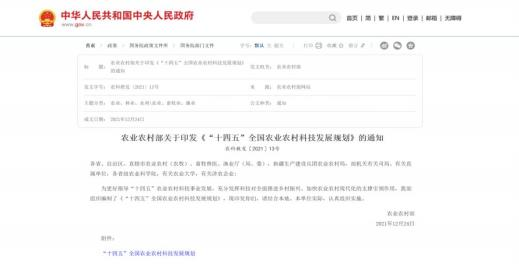 中华人民共和国中央人民政府
www.gov.cn
首页 | 简 | 繁 | EN | 登录 | 邮箱 | 无障碍
首页 > 政策 > 国务院政策文件库 > 国务院部门文件
字号：默认 大 超大
打印 收藏 留言
标 题： 农业农村部关于印发《“十四五”全国农业农村科技发展规划》的通知
发文机关： 农业农村部
发文字号： 农科教发〔2021〕13号
来 源： 农业农村部网站
主题分类： 农业、林业、水利\农业、畜牧业、渔业
公文种类： 通知
成文日期： 2021年12月24日
农业农村部关于印发《“十四五”全国农业农村科技发展规划》的通知
农科教发〔2021〕13号
各省、自治区、直辖市农业农村（农牧）、畜牧兽医、渔业厅（局、委），新疆生产建设兵团农业农村局，部机关有关司局、有关直
属单位，各省级农业科学院，有关农业大学，有关涉农企业：
为更好指导“十四五”农业农村科技事业发展，充分发挥科技对全面推进乡村振兴、加快农业农村现代化的支撑引领作用，我部
组织编制了《“十四五”全国农业农村科技发展规划》，现印发你们，请结合本地、本单位实际，认真抓好实施。
农业农村部
2021年12月24日
附件：
“十四五”全国农业农村科技发展规划